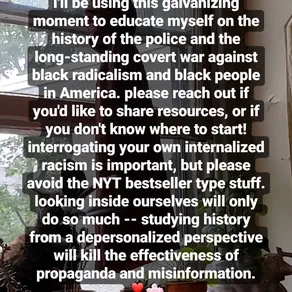 I'll be using this galvanizing
moment to educate myself on the
history of the police and the
long-standing covert war against
black radicalism and black people
in America. please reach out if
you'd like to share resources, or if
you don't know where to start!
interrogating your own internalized
racism is important, but please
avoid the NYT bestseller type stuff.
looking inside ourselves will only
do so much -- studying history
from a depersonalized perspective
will kill the effectiveness of
propaganda and misinformation.